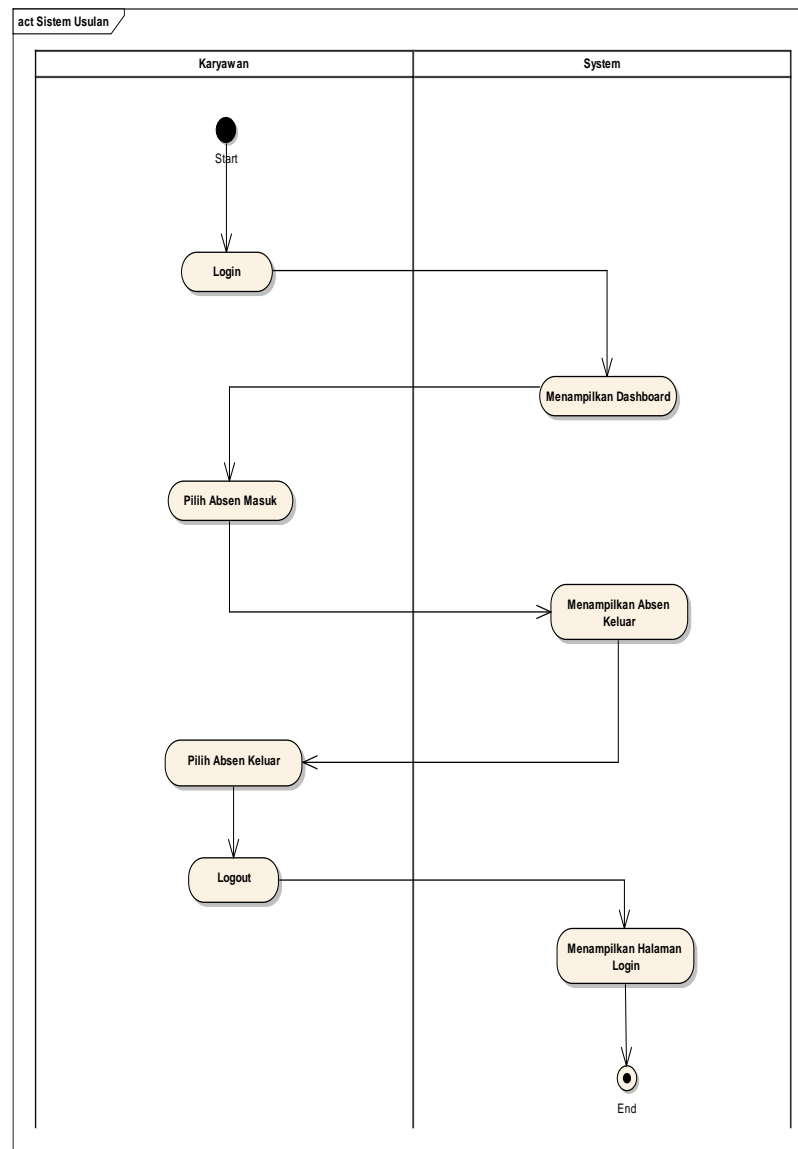 act Sistem Usulan
Karyawan
System
Start
Login
Menampilkan Dashboard
Pilih Absen Masuk
Menampilkan Absen
Keluar
Pilih Absen Keluar
Logout
Menampilkan Halaman
Login
End